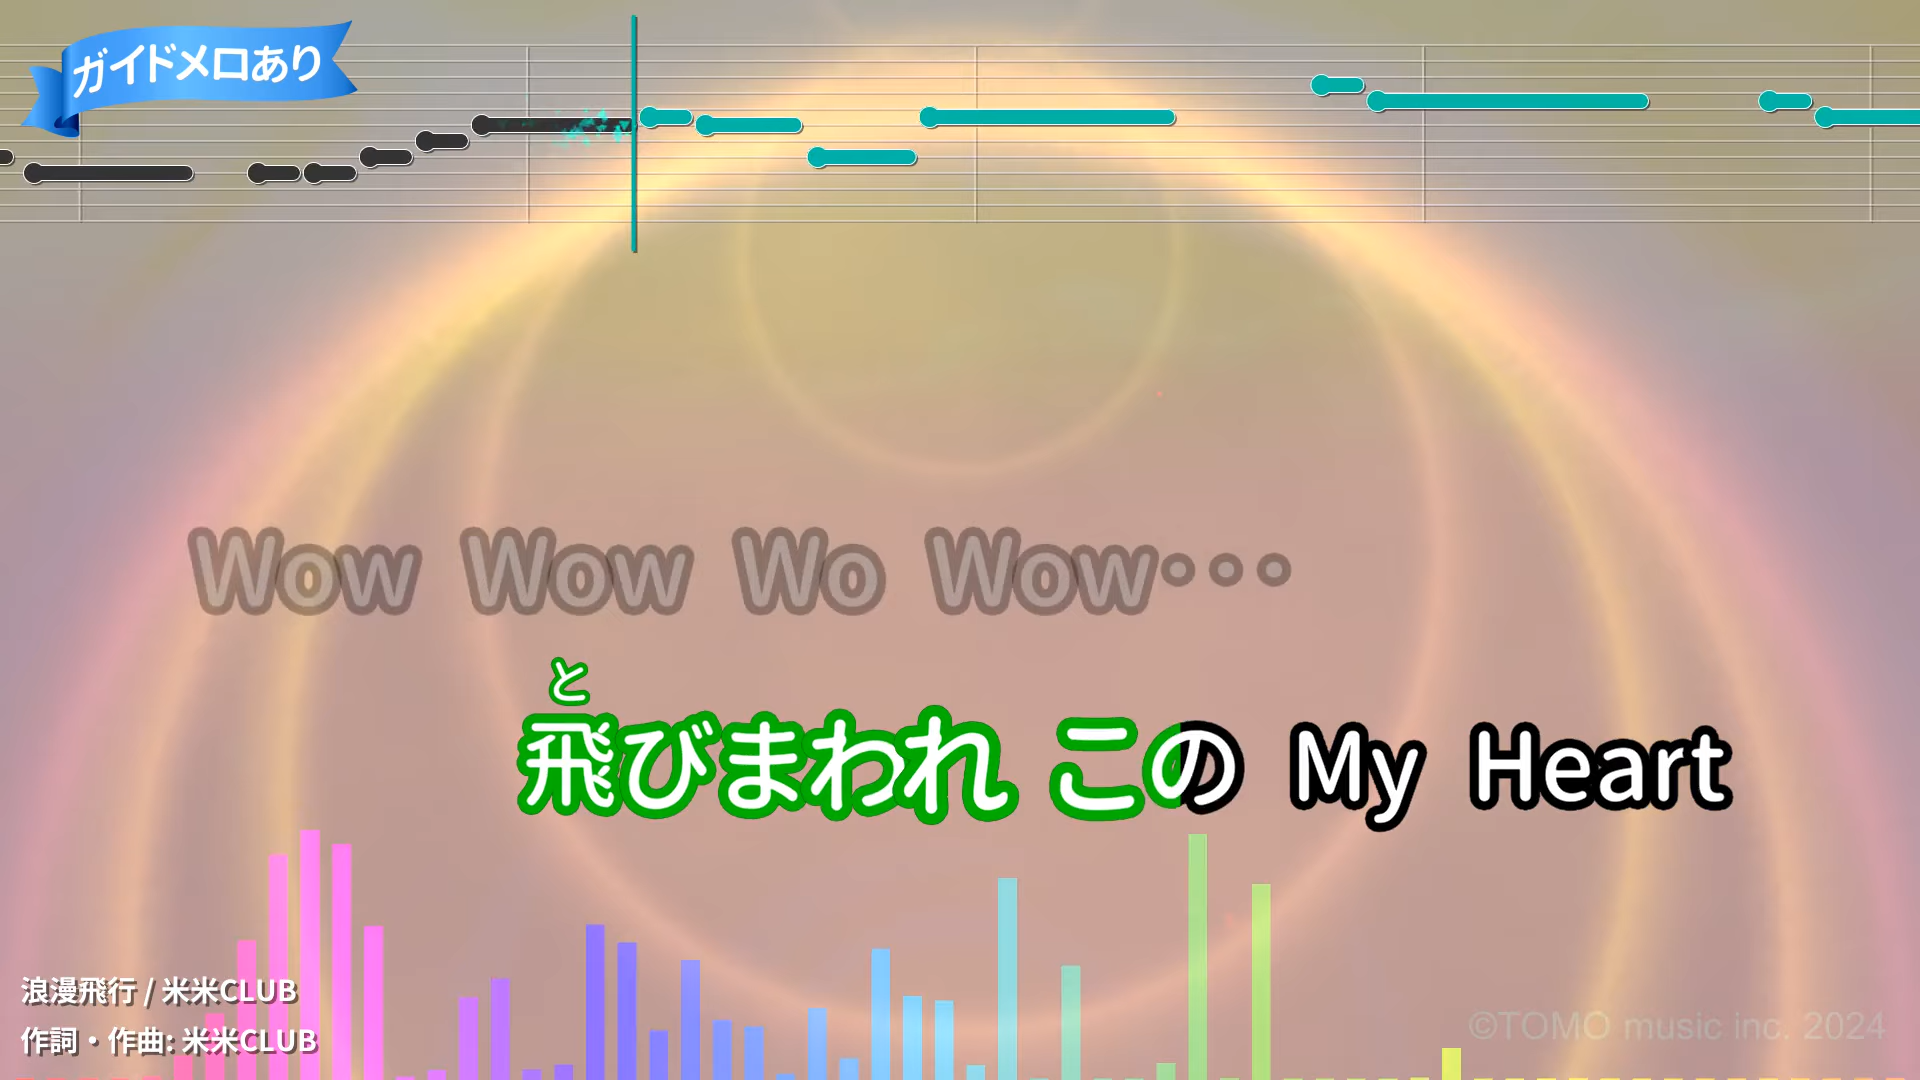 ガイドメロあり
Wow Wow Wo Wow・・・
と
飛びまわれ この My Heart
浪漫飛行 / 米米CLUB
作詞・作曲: 米米CLUB
©TOMO music inc. 2024